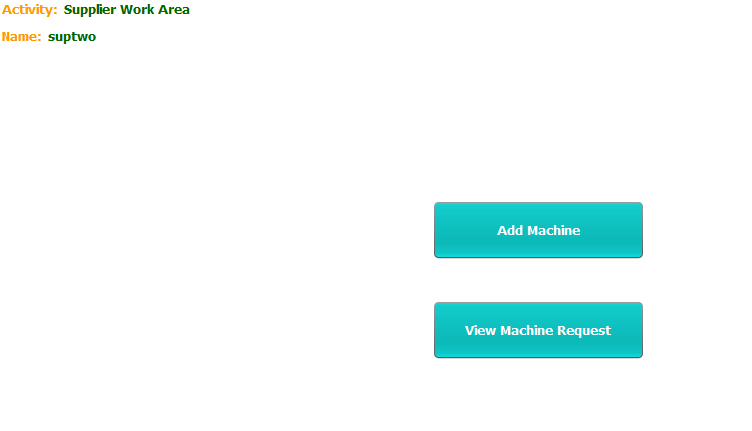 Activity: Supplier Work Area
Name: suptwo
Add Machine
View Machine Request